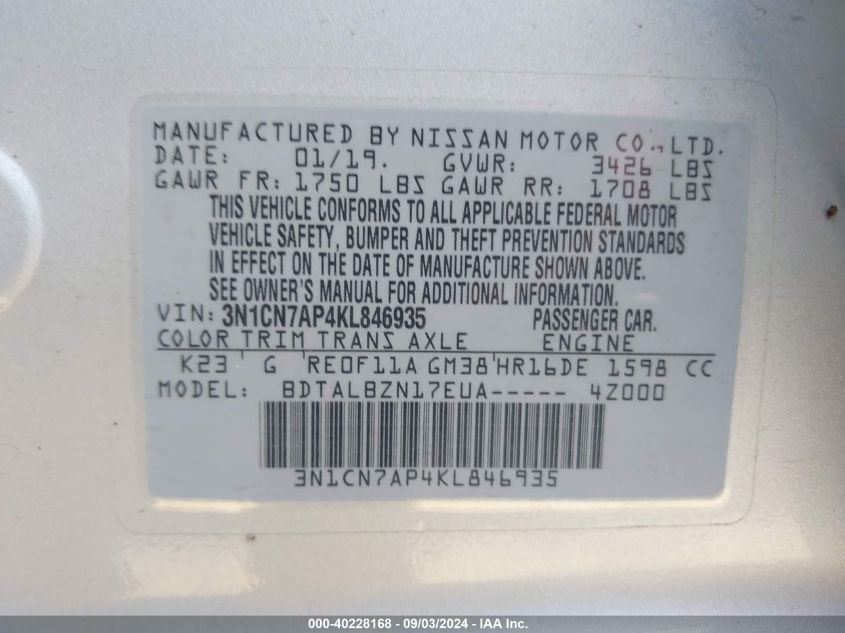 MANUFACTURED BY NISSAN MOTOR CO., LTD.
DATE: 01/19. GVWR: 3426 LBS
GAWR FR: 1750 LBS GAWR RR: 1708 LBS
THIS VEHICLE CONFORMS TO ALL APPLICABLE FEDERAL MOTOR
VEHICLE SAFETY, BUMPER AND THEFT PREVENTION STANDARDS
IN EFFECT ON THE DATE OF MANUFACTURE SHOWN ABOVE.
SEE OWNER'S MANUAL FOR ADDITIONAL INFORMATION.
VIN: 3N1CN7AP4KL846935 PASSENGER CAR.
COLOR TRIM TRANS AXLE ENGINE
K23 G RE0F11A GM38 HR16DE 1598 CC
MODEL: BDTALBZN17EUA----- 4Z000
3N1CN7AP4KL846935
000-40228168 - 09/03/2024 - IAA Inc.